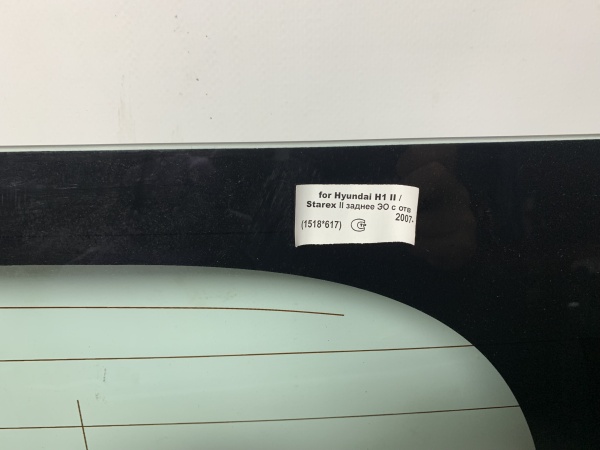 for Hyundai H1 II /
Starex II заднее ЭО с отв
2007-
(1518*617)